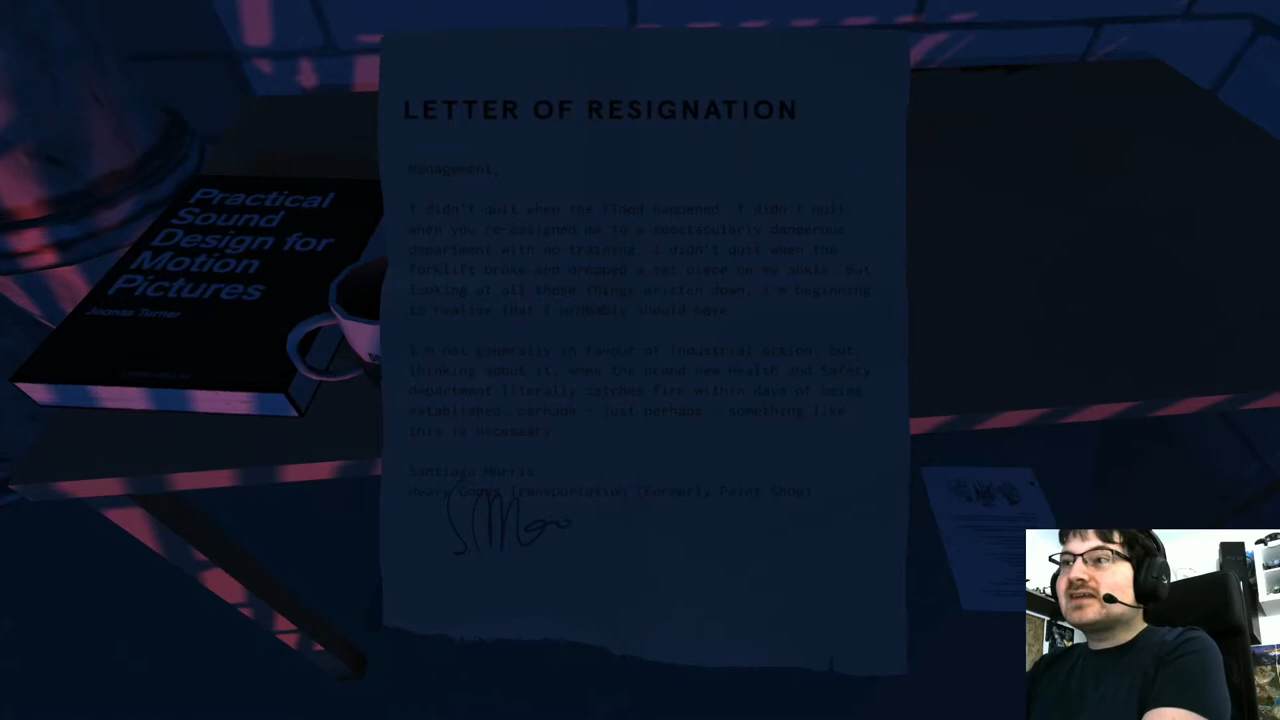 LETTER OF RESIGNATION
Management,
I didn't quit when the flood happened. I didn't quit
when you re-assigned me to a spectacularly dangerous
department with no training. I didn't quit when the
forklift broke and dropped a set piece on my ankle. But
looking at all those things written down, I'm beginning
to realise that I probably should have.
I'm not generally in favour of industrial action, but,
thinking about it, when the brand new Health and Safety
department literally catches fire within days of being
established, perhaps - just perhaps - something like
this is necessary.
Santiago Morris
Heavy Goods Transportation (Formerly Paint Shop)
S. Mo
Practical
Sound
Design for
Motion
Pictures
Joonas Turner